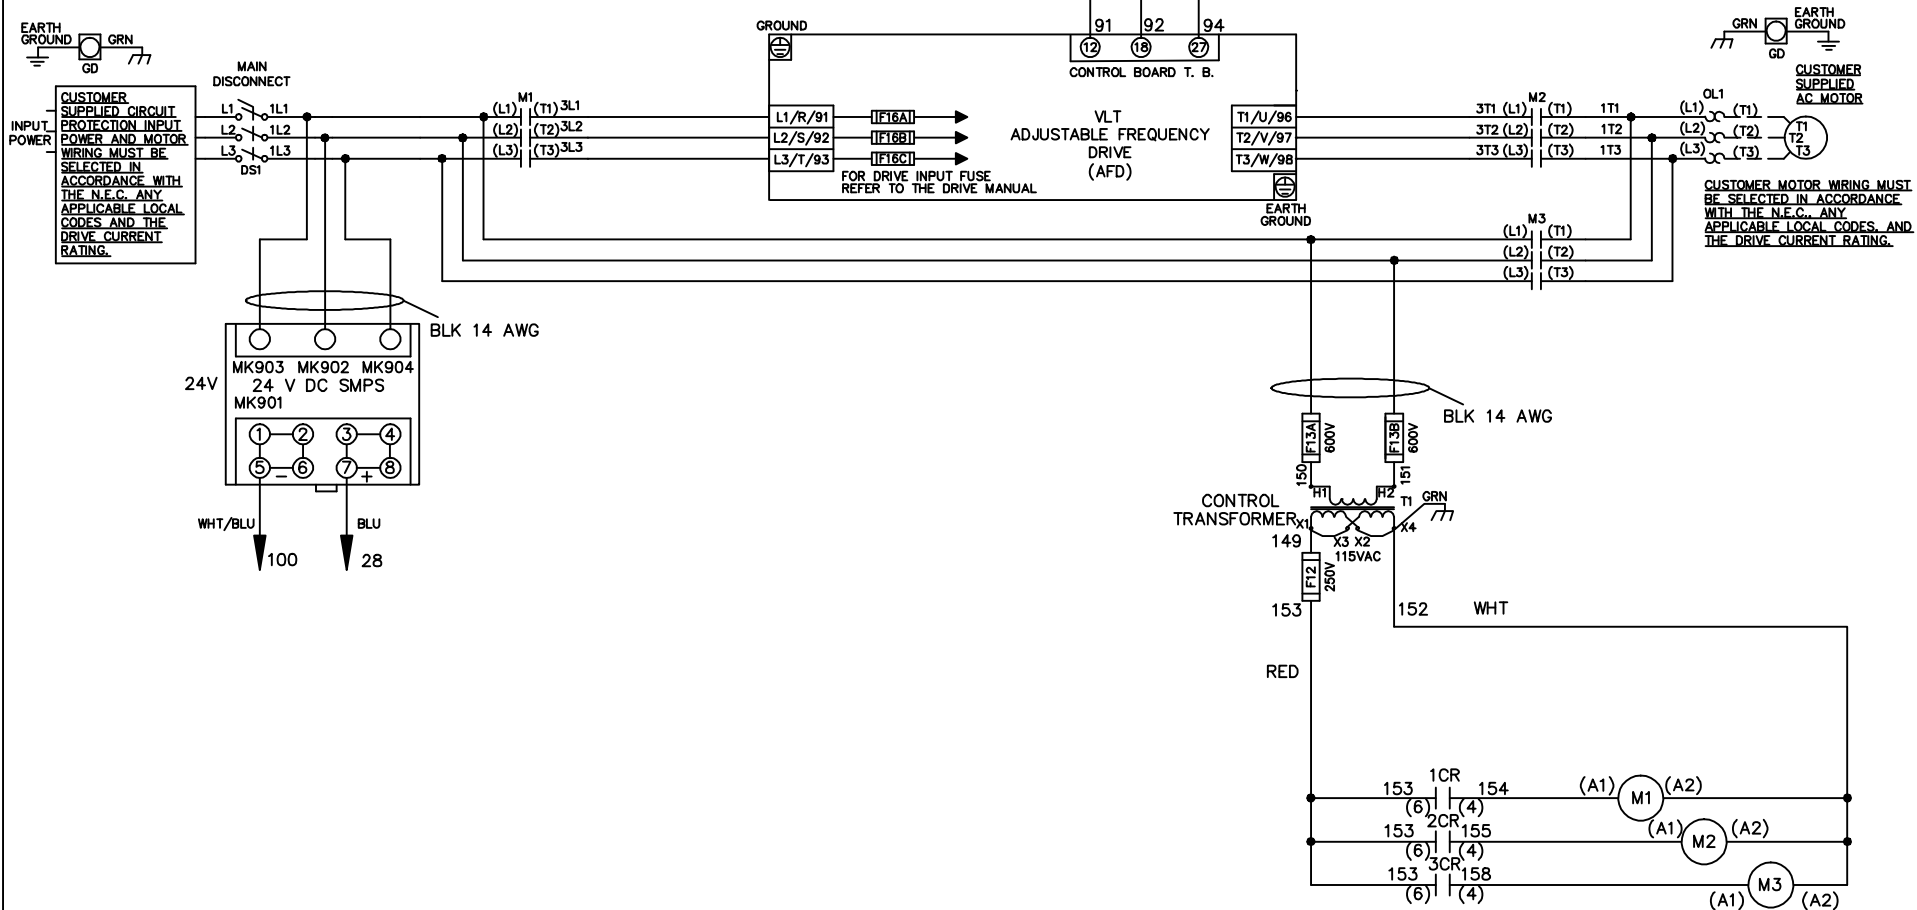 EARTH
GROUND
GRN
GD
MAIN
DISCONNECT
INPUT
POWER
CUSTOMER
SUPPLIED CIRCUIT
PROTECTION INPUT
POWER AND MOTOR
WIRING MUST BE
SELECTED IN
ACCORDANCE WITH
THE N.E.C. ANY
APPLICABLE LOCAL
CODES AND THE
DRIVE CURRENT
RATING.
L1 1L1
L2 1L2
L3 1L3
DS1
M1
(L1) (T1) 3L1
(L2) (T2) 3L2
(L3) (T3) 3L3
GROUND
91 92 94
12 18 27
CONTROL BOARD T. B.
L1/R/91 F16A
L2/S/92 F16B
L3/T/93 F16C
FOR DRIVE INPUT FUSE
REFER TO THE DRIVE MANUAL
VLT
ADJUSTABLE FREQUENCY
DRIVE
(AFD)
T1/U/96
T2/V/97
T3/W/98
EARTH
GROUND
M2
3T1 (L1) (T1) 1T1
3T2 (L2) (T2) 1T2
3T3 (L3) (T3) 1T3
GRN
EARTH
GROUND
GD
CUSTOMER
SUPPLIED
AC MOTOR
OL1
(L1) (T1)
(L2) (T2)
(L3) (T3)
T1
T2
T3
CUSTOMER MOTOR WIRING MUST
BE SELECTED IN ACCORDANCE
WITH THE N.E.C., ANY
APPLICABLE LOCAL CODES, AND
THE DRIVE CURRENT RATING.
M3
(L1) (T1)
(L2) (T2)
(L3) (T3)
BLK 14 AWG
MK903 MK902 MK904
24V
24 V DC SMPS
MK901
1 2 3 4
5 6 7 8
- +
WHT/BLU
BLU
100
28
BLK 14 AWG
F13A
600V
F13B
600V
150
151
H1 H2
T1
GRN
CONTROL
TRANSFORMER
X1
X3 X2
X4
115VAC
149
F12
250V
153
152
WHT
RED
1CR
153 154
(6) (4)
(A1) M1 (A2)
2CR
153 155
(6) (4)
(A1) M2 (A2)
3CR
153 158
(6) (4)
(A1) M3 (A2)